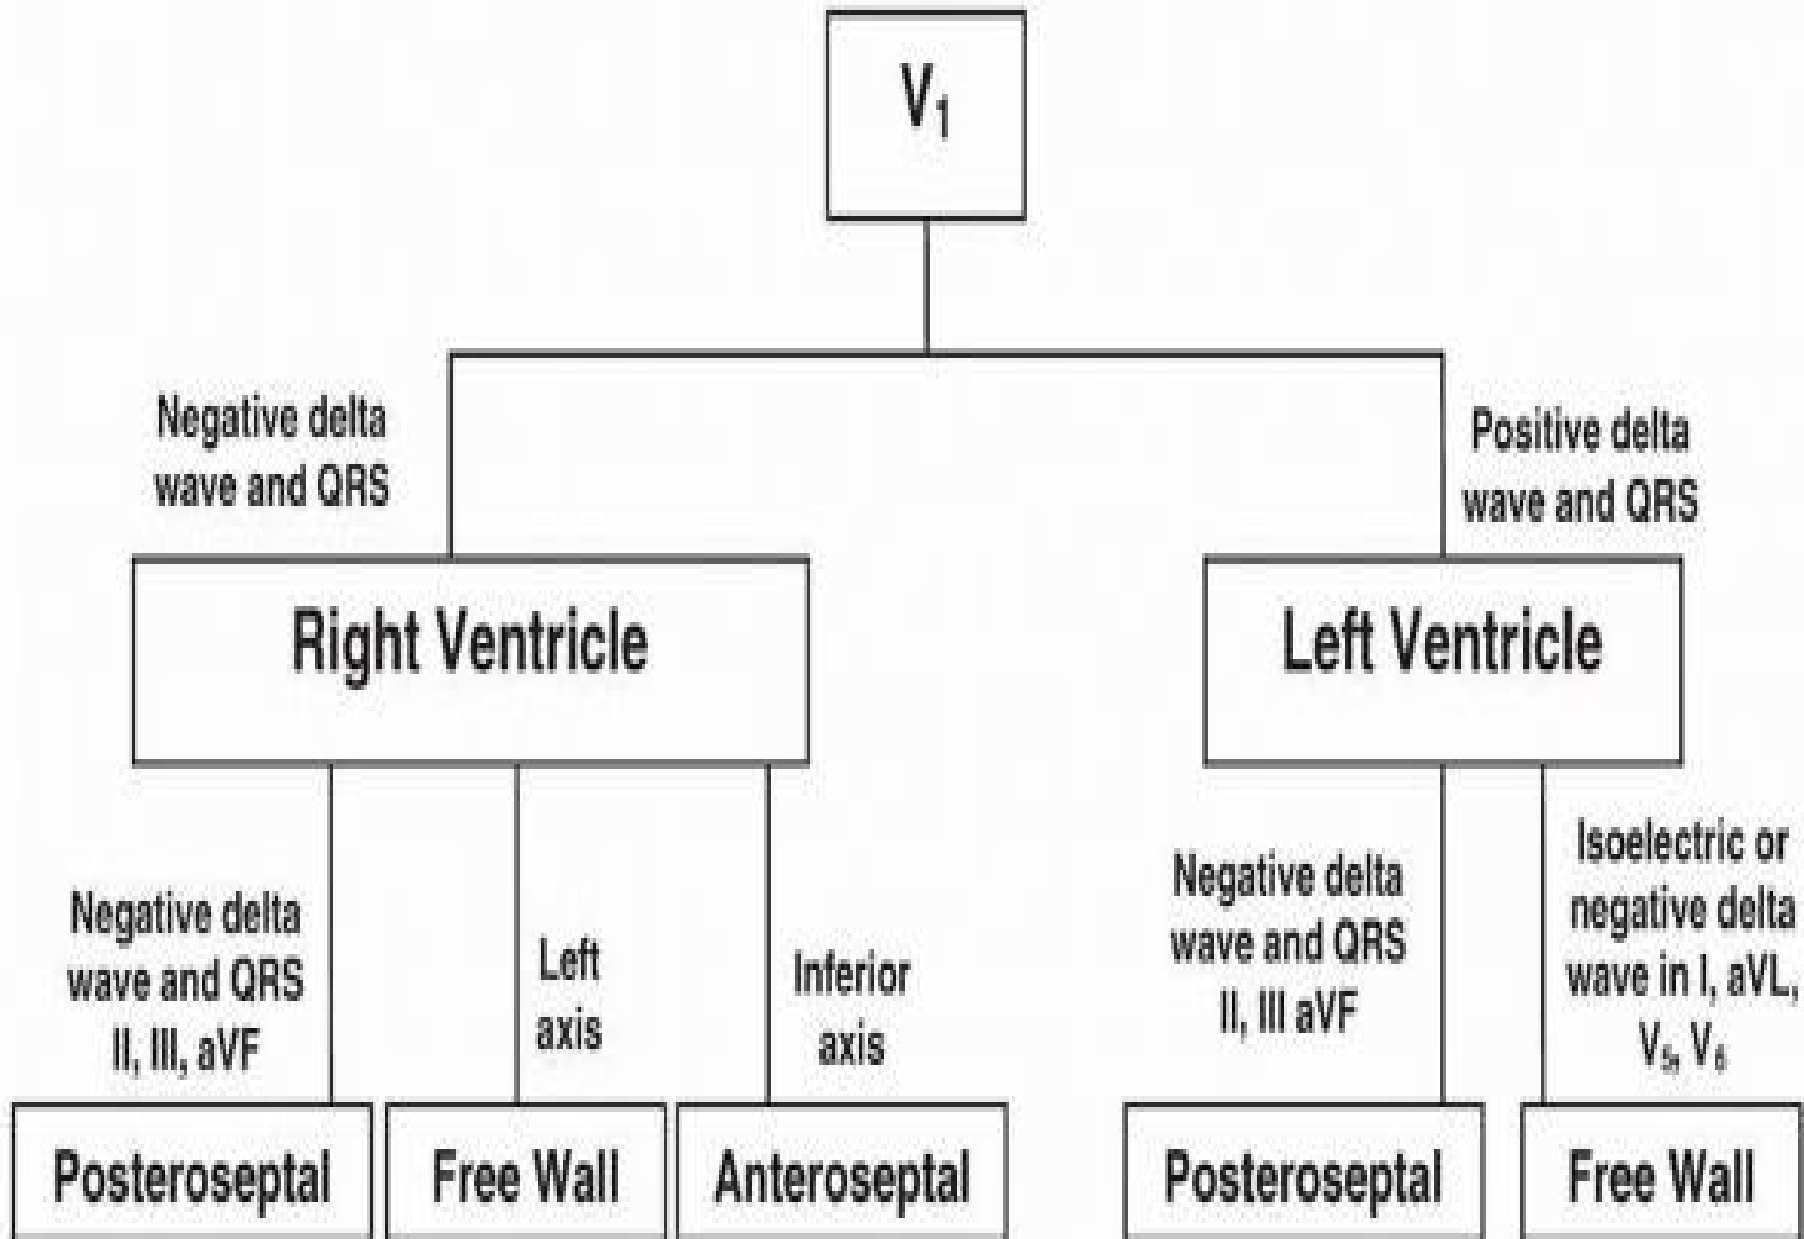 V₁
Negative delta
wave and QRS
Positive delta
wave and QRS
Right Ventricle
Left Ventricle
Negative delta
wave and QRS
II, III, aVF
Left
axis
Inferior
axis
Negative delta
wave and QRS
II, III aVF
Isoelectric or
negative delta
wave in I, aVL,
V₅, V₆
Posteroseptal
Free Wall
Anteroseptal
Posteroseptal
Free Wall